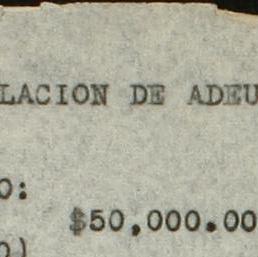 LACION DE ADEU
O:
$50,000.00
O)